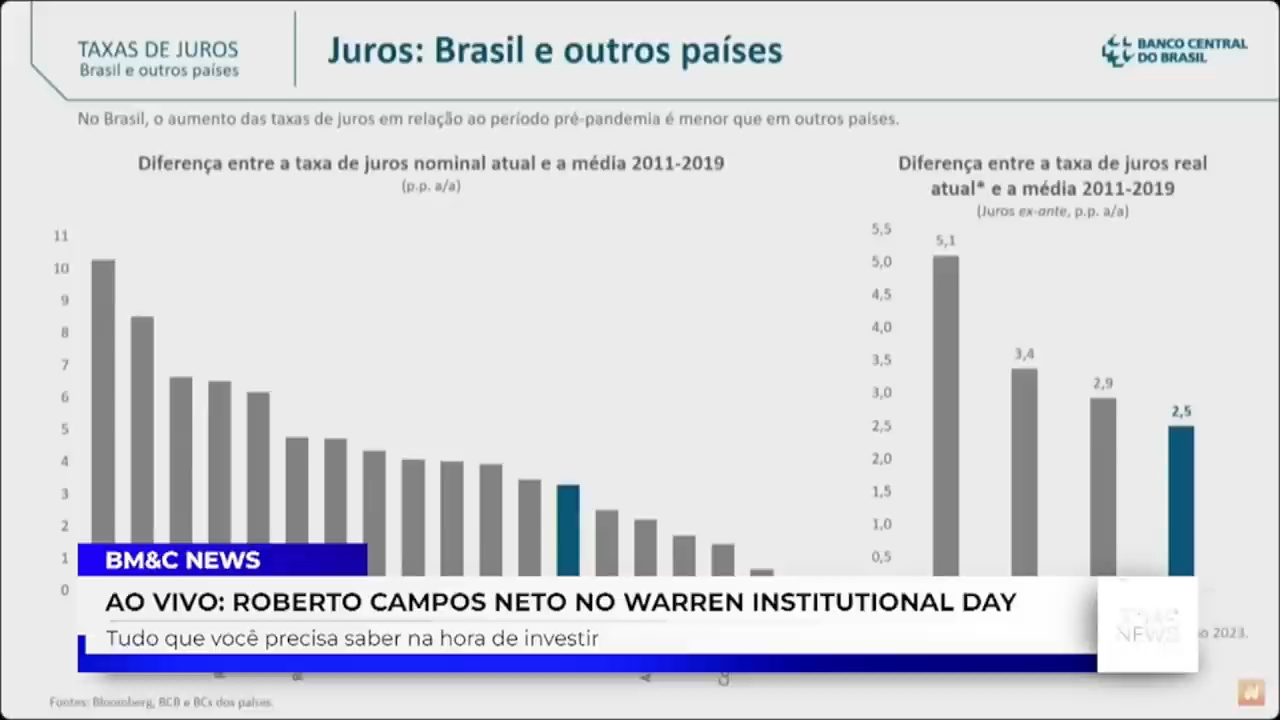 TAXAS DE JUROS
Brasil e outros países
Juros: Brasil e outros países
BANCO CENTRAL
DO BRASIL
No Brasil, o aumento das taxas de juros em relação ao período pré-pandemia é menor que em outros países.
Diferença entre a taxa de juros nominal atual e a média 2011-2019
(p.p. a/a)
11
10
9
8
7
6
5
4
3
2
1
0
Diferença entre a taxa de juros real
atual* e a média 2011-2019
(Juros ex-ante, p.p. a/a)
5,5
5,0
4,5
4,0
3,5
3,0
2,5
2,0
1,5
1,0
0,5
5,1
3,4
2,9
2,5
BM&C NEWS
AO VIVO: ROBERTO CAMPOS NETO NO WARREN INSTITUTIONAL DAY
Tudo que você precisa saber na hora de investir
NEWS
2023.
Fontes: Bloomberg, BCB e BCs dos países.